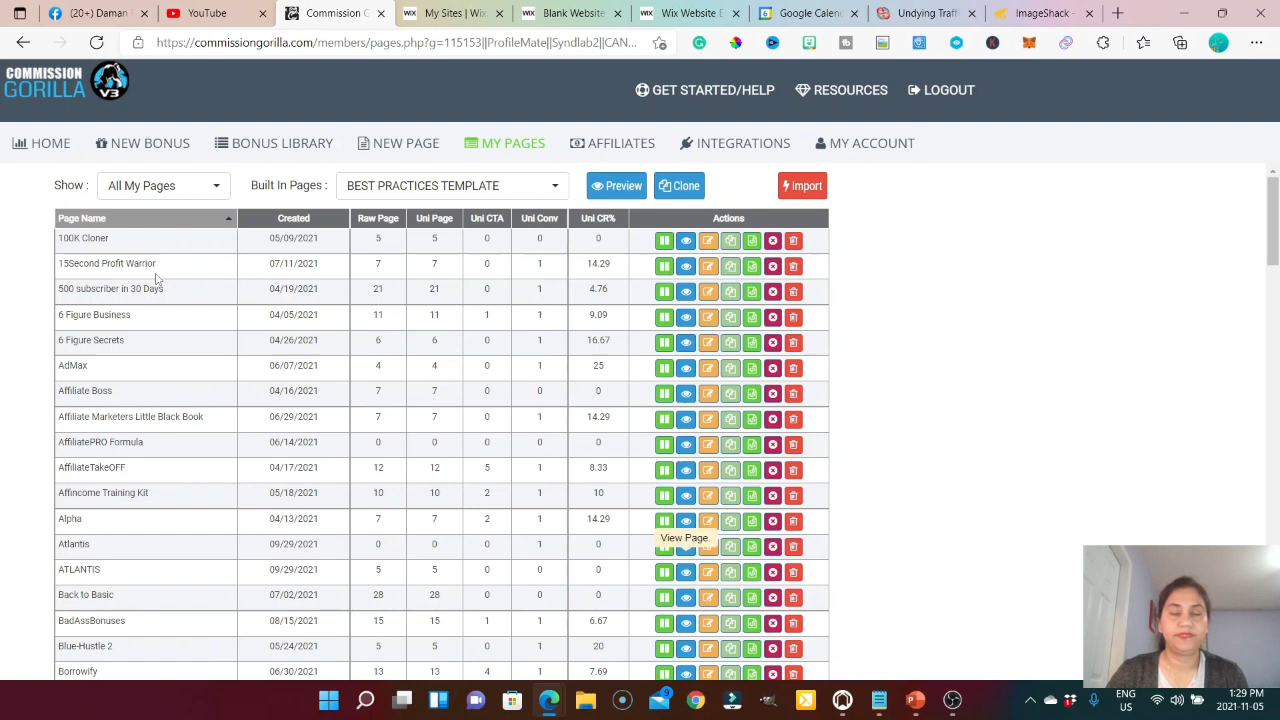 (20+ D
YouTube
Commission G
My Sites | W
Blank Website
Wix Website E
Google Calend
Undying Traffi
ImageShack -
https://commissiongorilla.com/members/pages.php?g=115153||ProfileMate||Syndlab2||CAN...
COMMISSION
GORILLA V3
GET STARTED/HELP RESOURCES LOGOUT
HOME NEW BONUS BONUS LIBRARY NEW PAGE MY PAGES AFFILIATES INTEGRATIONS MY ACCOUNT
Show : All My Pages Built In Pages : BEST PRACTICES TEMPLATE Preview Clone Import
Page Name Created Raw Page Uni Page Uni CTA Uni Conv Uni CR% Actions
100K Cloner 05/09/2021 5 5 0 0 0
15Second Profit Warrior 07/11/2021 7 7 0 0 14.29
500 subscriber in 30 Days 04/19/2021 21 21 0 1 4.76
6 Figure Business 04/05/2021 11 11 1 1 9.09
6 Figure Secrets 04/26/2021 6 6 0 1 16.67
AdMax 06/07/2021 4 4 0 1 25
Affiliate Boss 04/16/2021 7 7 0 0 0
Affiliate Marketers Little Black Book 06/29/2021 7 7 0 1 14.29
AffiliatePRO Formula 06/14/2021 0 0 0 0 0
AffiliateTakeOFF 04/17/2021 12 12 5 1 8.33
Affincome Training Kit 05/18/2021 10 10 2 1 10
Alpha 04/13/2021 7 7 2 1 14.29
View Page.
Atlantis 09/29/2021 0 0 0 1 0
ATLANTIS 09/29/2021 5 5 0 0 0
Back to Basic 07/02/2021 28 28 0 0 0
BadAssBonuses 08/15/2021 15 15 1 1 6.67
Blue Hustle 2 05/24/2021 5 5 0 1 20
Borrowify 06/30/2021 13 13 4 1 7.69
9
ENG
US
1:29 PM
2021-11-05